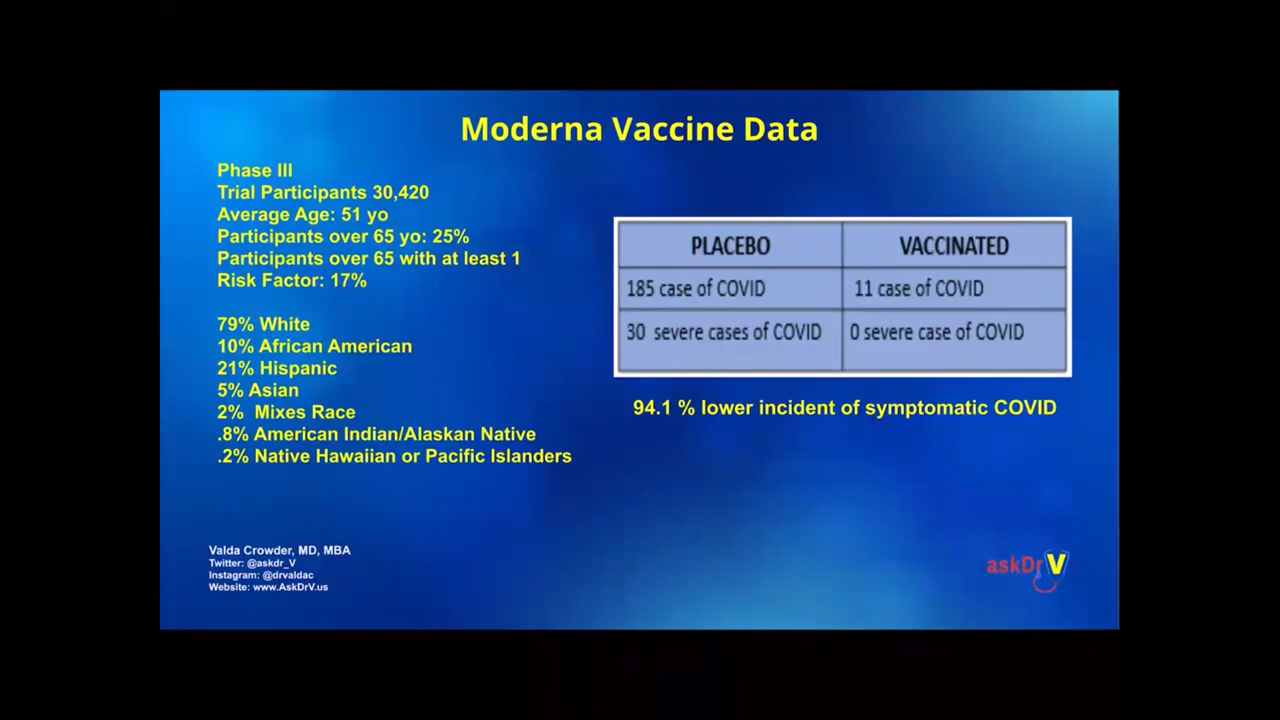 Moderna Vaccine Data
Phase III
Trial Participants 30,420
Average Age: 51 yo
Participants over 65 yo: 25%
Participants over 65 with at least 1
Risk Factor: 17%
79% White
10% African American
21% Hispanic
5% Asian
2% Mixes Race
.8% American Indian/Alaskan Native
.2% Native Hawaiian or Pacific Islanders
PLACEBO VACCINATED
185 case of COVID 11 case of COVID
30 severe cases of COVID 0 severe case of COVID
94.1 % lower incident of symptomatic COVID
Valda Crowder, MD, MBA
Twitter: @askdr_V
Instagram: @drvaldac
Website: www.AskDrV.us
askDrV